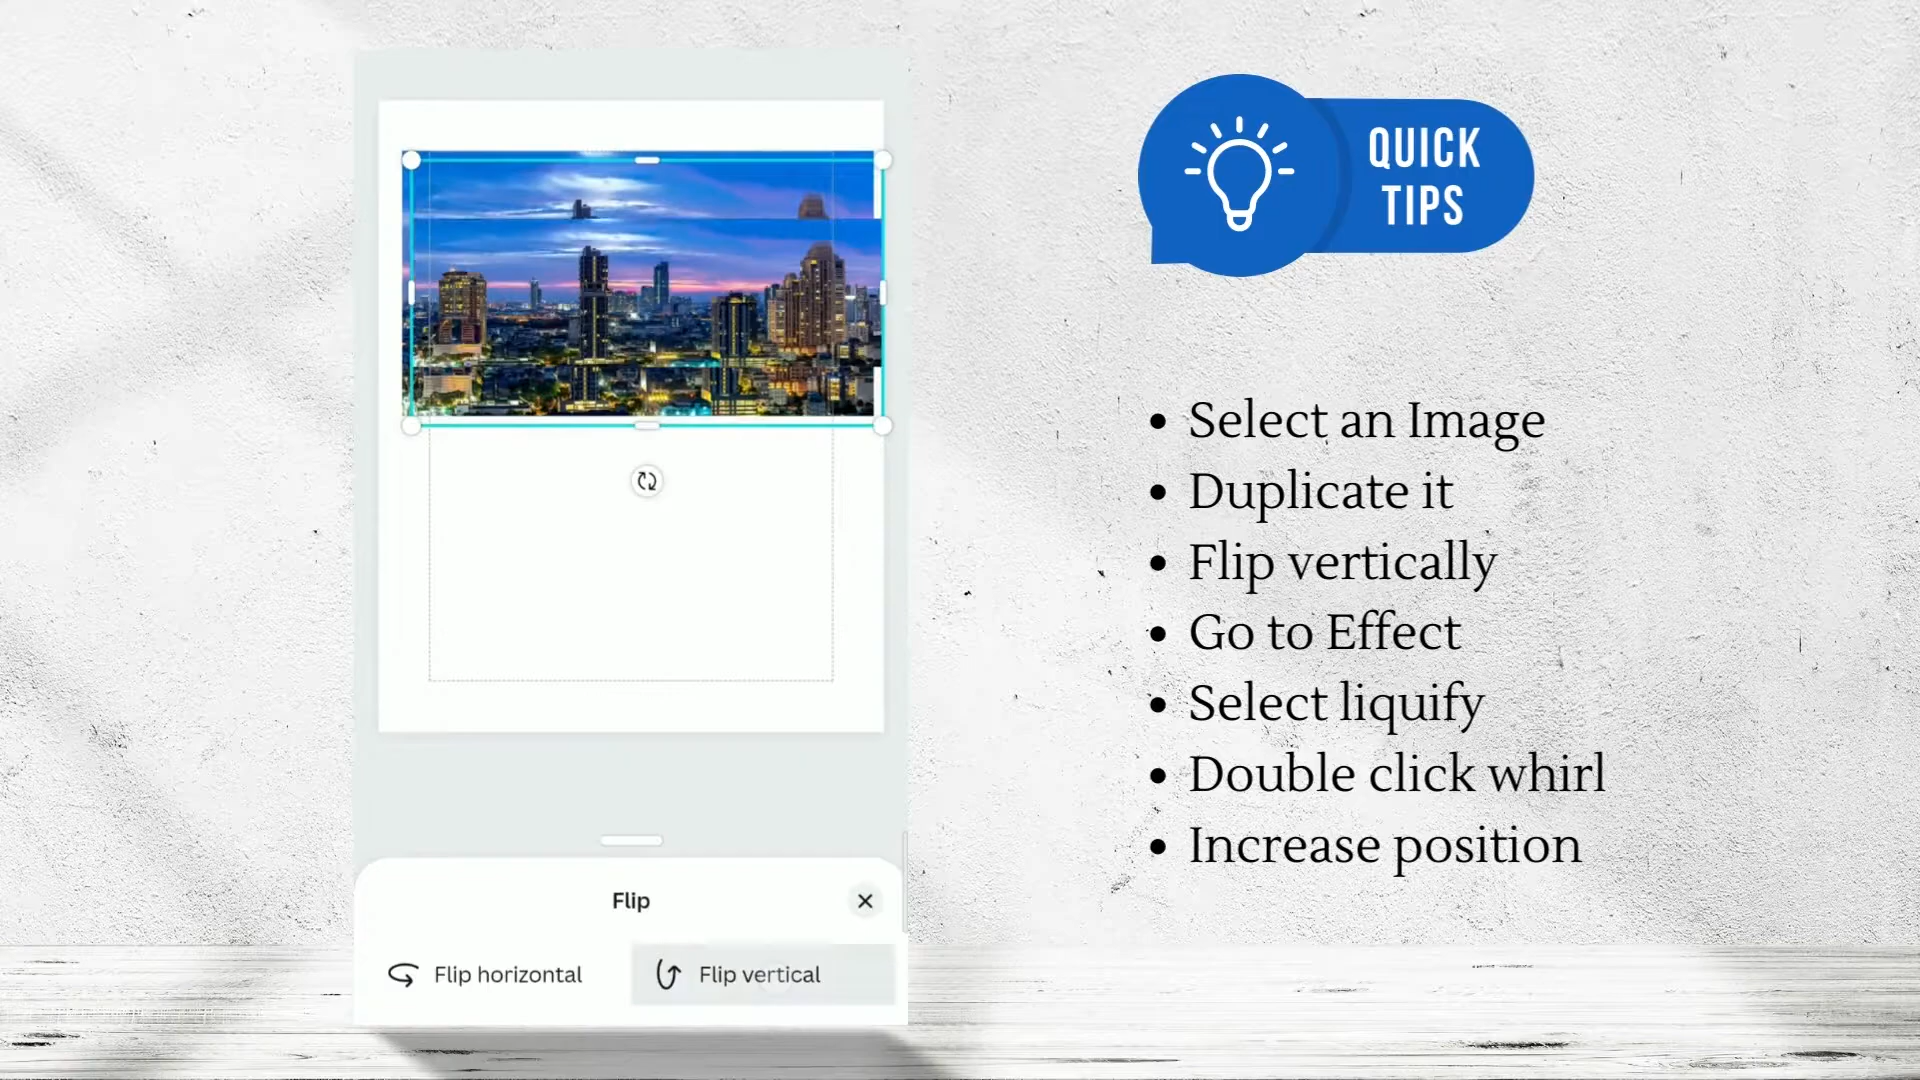 QUICK
TIPS
• Select an Image
• Duplicate it
• Flip vertically
• Go to Effect
• Select liquify
• Double click whirl
• Increase position
Flip
Flip horizontal
Flip vertical